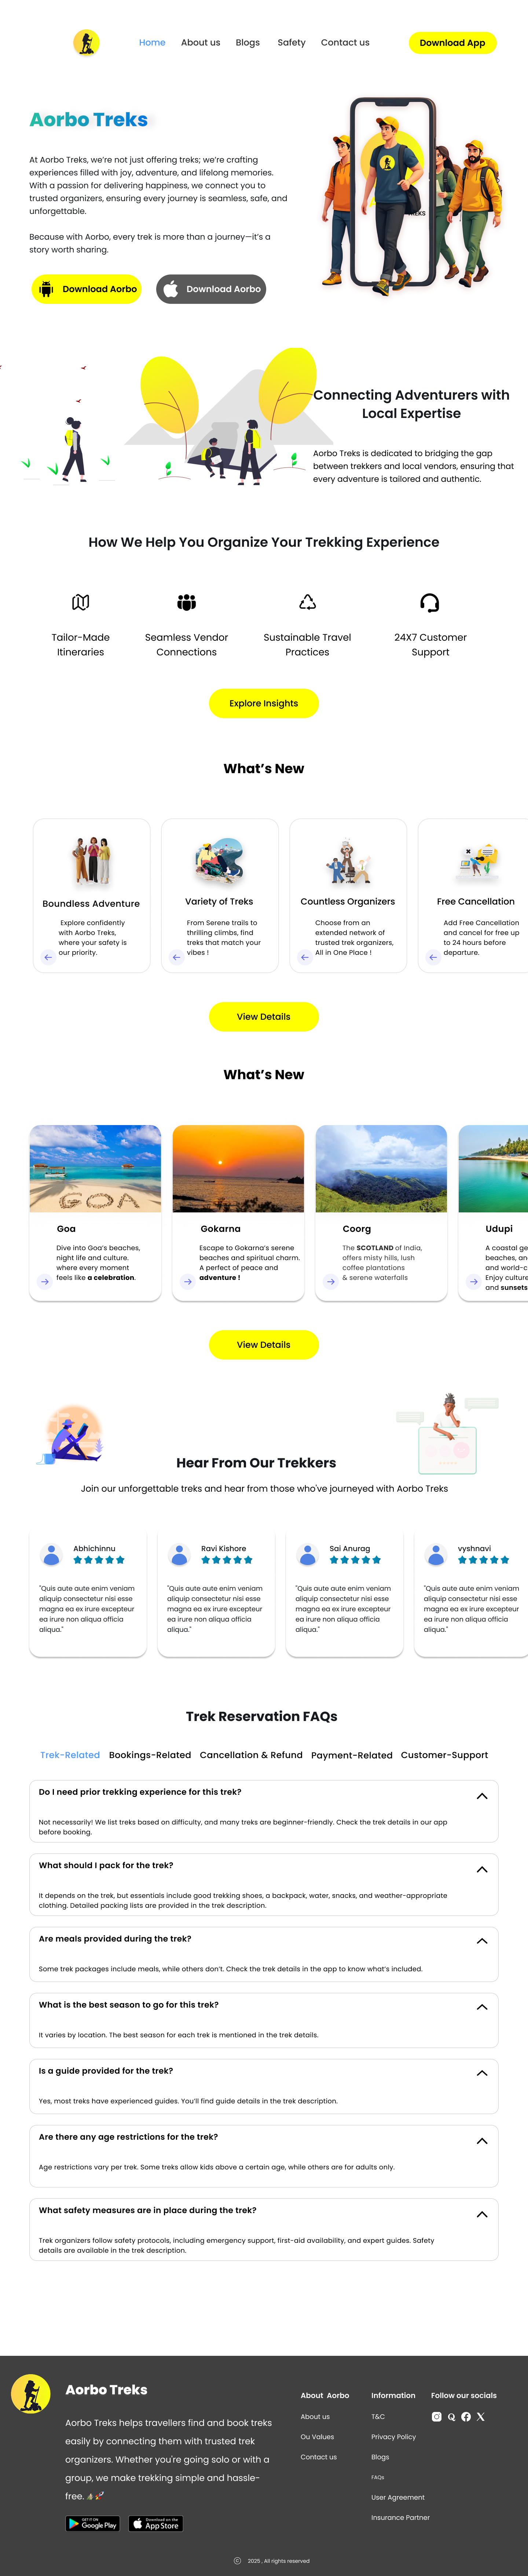 Home About us Blogs Safety Contact us Download App
Aorbo Treks
At Aorbo Treks, we're not just offering treks; we're crafting
experiences filled with joy, adventure, and lifelong memories.
With a passion for delivering happiness, we connect you to
trusted organizers, ensuring every journey is seamless, safe, and
unforgettable.
Because with Aorbo, every trek is more than a journey—it's a
story worth sharing.
TREKS
Download Aorbo Download Aorbo
Connecting Adventurers with
Local Expertise
Aorbo Treks is dedicated to bridging the gap
between trekkers and local vendors, ensuring that
every adventure is tailored and authentic.
How We Help You Organize Your Trekking Experience
Tailor-Made
Itineraries
Seamless Vendor
Connections
Sustainable Travel
Practices
24X7 Customer
Support
Explore Insights
What's New
Boundless Adventure
Explore confidently
with Aorbo Treks,
where your safety is
our priority.
Variety of Treks
From Serene trails to
thrilling climbs, find
treks that match your
vibes !
Countless Organizers
Choose from an
extended network of
trusted trek organizers,
All in One Place !
Free Cancellation
Add Free Cancellation
and cancel for free up
to 24 hours before
departure.
View Details
What's New
GOA
Goa
Dive into Goa's beaches,
night life and culture.
where every moment
feels like a celebration.
Gokarna
Escape to Gokarna's serene
beaches and spiritual charm.
A perfect of peace and
adventure !
Coorg
The SCOTLAND of India,
offers misty hills, lush
coffee plantations
& serene waterfalls
Udupi
A coastal ge
beaches, an
and world-c
Enjoy culture
and sunsets
View Details
Hear From Our Trekkers
Join our unforgettable treks and hear from those who've journeyed with Aorbo Treks
Abhichinnu
"Quis aute aute enim veniam
aliquip consectetur nisi esse
magna ea ex irure excepteur
ea irure non aliqua officia
aliqua."
Ravi Kishore
"Quis aute aute enim veniam
aliquip consectetur nisi esse
magna ea ex irure excepteur
ea irure non aliqua officia
aliqua."
Sai Anurag
"Quis aute aute enim veniam
aliquip consectetur nisi esse
magna ea ex irure excepteur
ea irure non aliqua officia
aliqua."
vyshnavi
"Quis aute aute enim veniam
aliquip consectetur nisi esse
magna ea ex irure excepteur
ea irure non aliqua officia
aliqua."
Trek Reservation FAQs
Trek-Related Bookings-Related Cancellation & Refund Payment-Related Customer-Support
Do I need prior trekking experience for this trek?
Not necessarily! We list treks based on difficulty, and many treks are beginner-friendly. Check the trek details in our app
before booking.
What should I pack for the trek?
It depends on the trek, but essentials include good trekking shoes, a backpack, water, snacks, and weather-appropriate
clothing. Detailed packing lists are provided in the trek description.
Are meals provided during the trek?
Some trek packages include meals, while others don't. Check the trek details in the app to know what's included.
What is the best season to go for this trek?
It varies by location. The best season for each trek is mentioned in the trek details.
Is a guide provided for the trek?
Yes, most treks have experienced guides. You'll find guide details in the trek description.
Are there any age restrictions for the trek?
Age restrictions vary per trek. Some treks allow kids above a certain age, while others are for adults only.
What safety measures are in place during the trek?
Trek organizers follow safety protocols, including emergency support, first-aid availability, and expert guides. Safety
details are available in the trek description.
Aorbo Treks
Aorbo Treks helps travellers find and book treks
easily by connecting them with trusted trek
organizers. Whether you're going solo or with a
group, we make trekking simple and hassle-
free.
GET IT ON
Google Play
Download on the
App Store
About Aorbo
About us
Ou Values
Contact us
Information
T&C
Privacy Policy
Blogs
FAQs
User Agreement
Insurance Partner
Follow our socials
© 2025 , All rights reserved